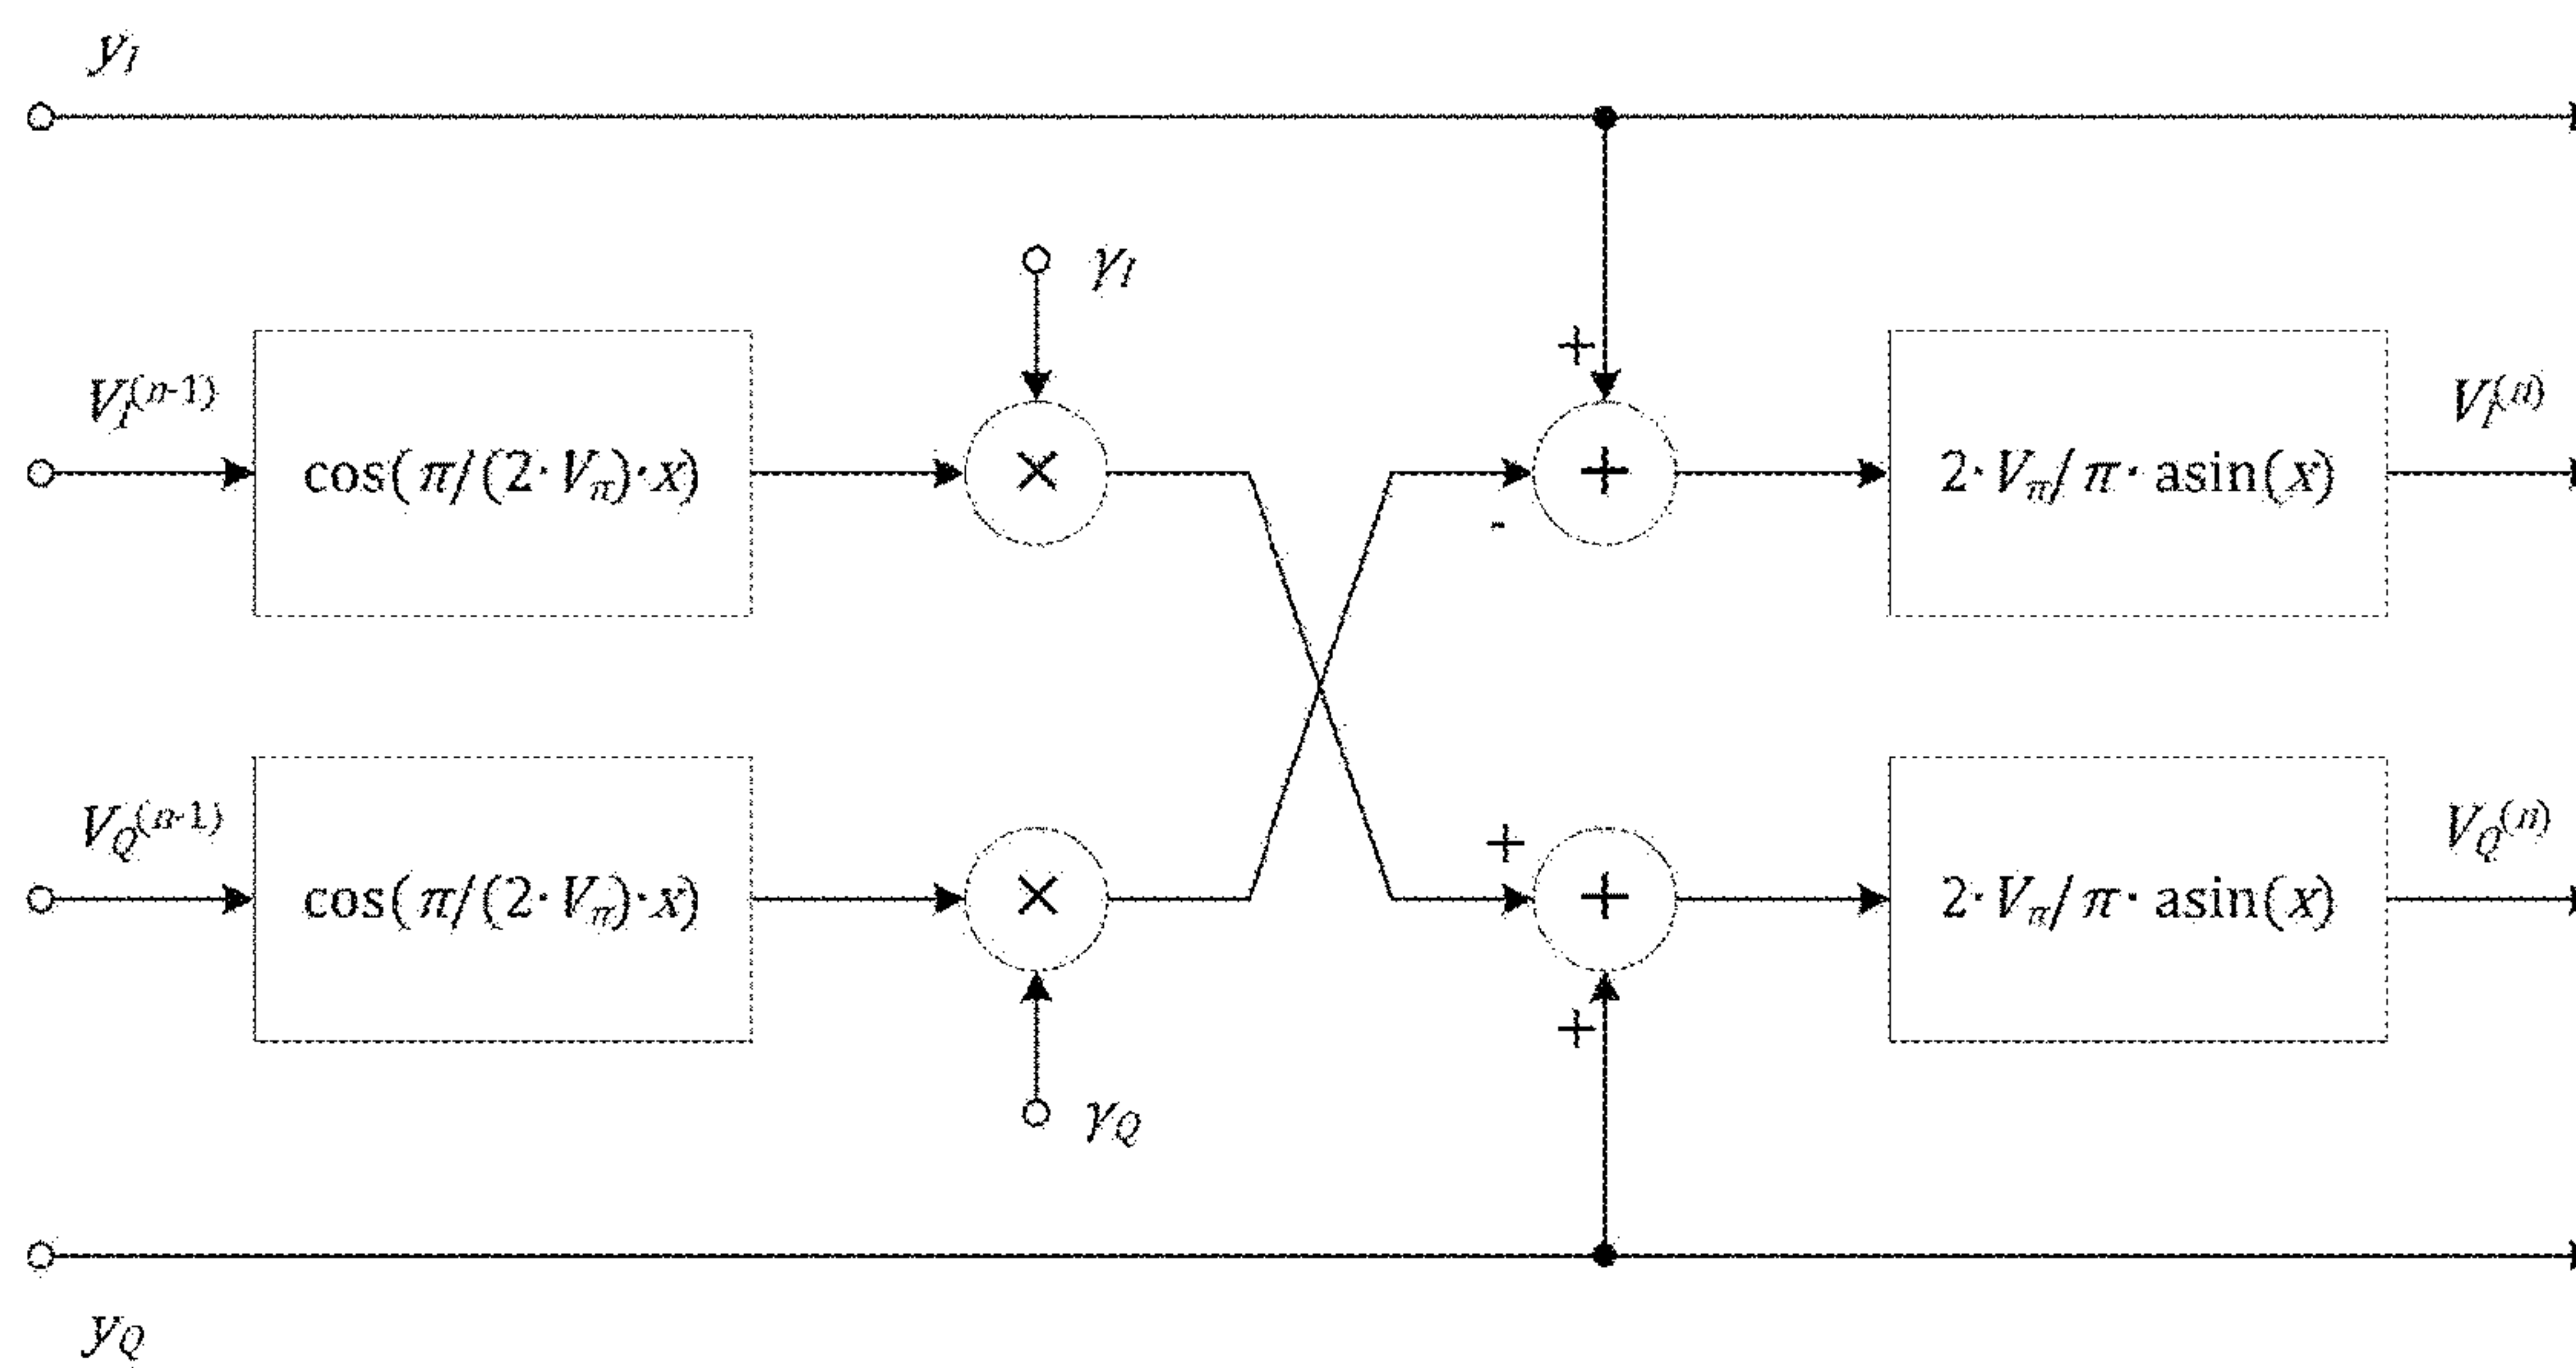 y_I
γ_I
+
V_I^(n-1) cos(π/(2·V_π)·x) × + 2·V_π/π·asin(x) V_I^(n)
-
V_Q^(n-1) cos(π/(2·V_π)·x) × + + 2·V_π/π·asin(x) V_Q^(n)
+
γ_Q
y_Q